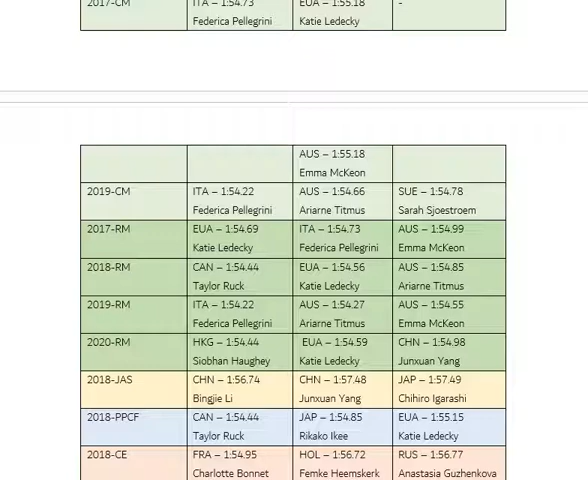 2017-CM ITA – 1:54.73 EUA – 1:55.18 -
Federica Pellegrini Katie Ledecky
AUS – 1:55.18
Emma McKeon
2019-CM ITA – 1:54.22 AUS – 1:54.66 SUE – 1:54.78
Federica Pellegrini Ariarne Titmus Sarah Sjoestroem
2017-RM EUA – 1:54.69 ITA – 1:54.73 AUS – 1:54.99
Katie Ledecky Federica Pellegrini Emma McKeon
2018-RM CAN – 1:54.44 EUA – 1:54.56 AUS – 1:54.85
Taylor Ruck Katie Ledecky Ariarne Titmus
2019-RM ITA – 1:54.22 AUS – 1:54.27 AUS – 1:54.55
Federica Pellegrini Ariarne Titmus Emma McKeon
2020-RM HKG – 1:54.44 EUA – 1:54.59 CHN – 1:54.98
Siobhan Haughey Katie Ledecky Junxuan Yang
2018-JAS CHN – 1:56.74 CHN – 1:57.48 JAP – 1:57.49
Bingjie Li Junxuan Yang Chihiro Igarashi
2018-PPCF CAN – 1:54.44 JAP – 1:54.85 EUA – 1:55.15
Taylor Ruck Rikako Ikee Katie Ledecky
2018-CE FRA – 1:54.95 HOL – 1:56.72 RUS – 1:56.77
Charlotte Bonnet Femke Heemskerk Anastasia Guzhenkova